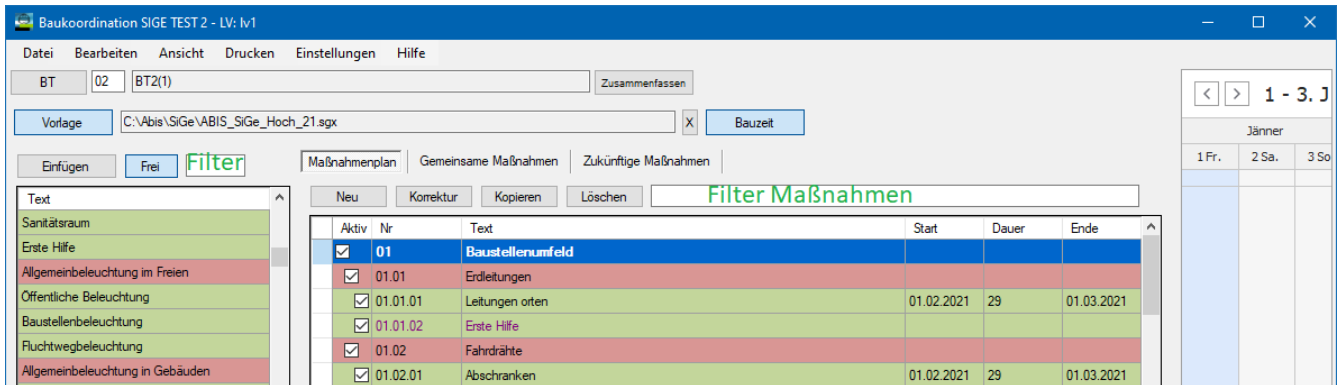 Baukoordination SIGE TEST 2 - LV: lv1
Datei Bearbeiten Ansicht Drucken Einstellungen Hilfe
BT 02 BT2(1) Zusammenfassen
Vorlage C:\Abis\SiGe\ABIS_SiGe_Hoch_21.sgx X Bauzeit
< > 1 - 3. J
Jänner
1 Fr. 2 Sa. 3 So
Einfügen Frei Filter
Maßnahmenplan Gemeinsame Maßnahmen Zukünftige Maßnahmen
Neu Korrektur Kopieren Löschen Filter Maßnahmen
Text
Sanitätsraum
Erste Hilfe
Allgemeinbeleuchtung im Freien
Öffentliche Beleuchtung
Baustellenbeleuchtung
Fluchtwegbeleuchtung
Allgemeinbeleuchtung in Gebäuden
Aktiv Nr Text Start Dauer Ende
01 Baustellenumfeld
01.01 Erdleitungen
01.01.01 Leitungen orten 01.02.2021 29 01.03.2021
01.01.02 Erste Hilfe
01.02 Fahrdrähte
01.02.01 Abschranken 01.02.2021 29 01.03.2021